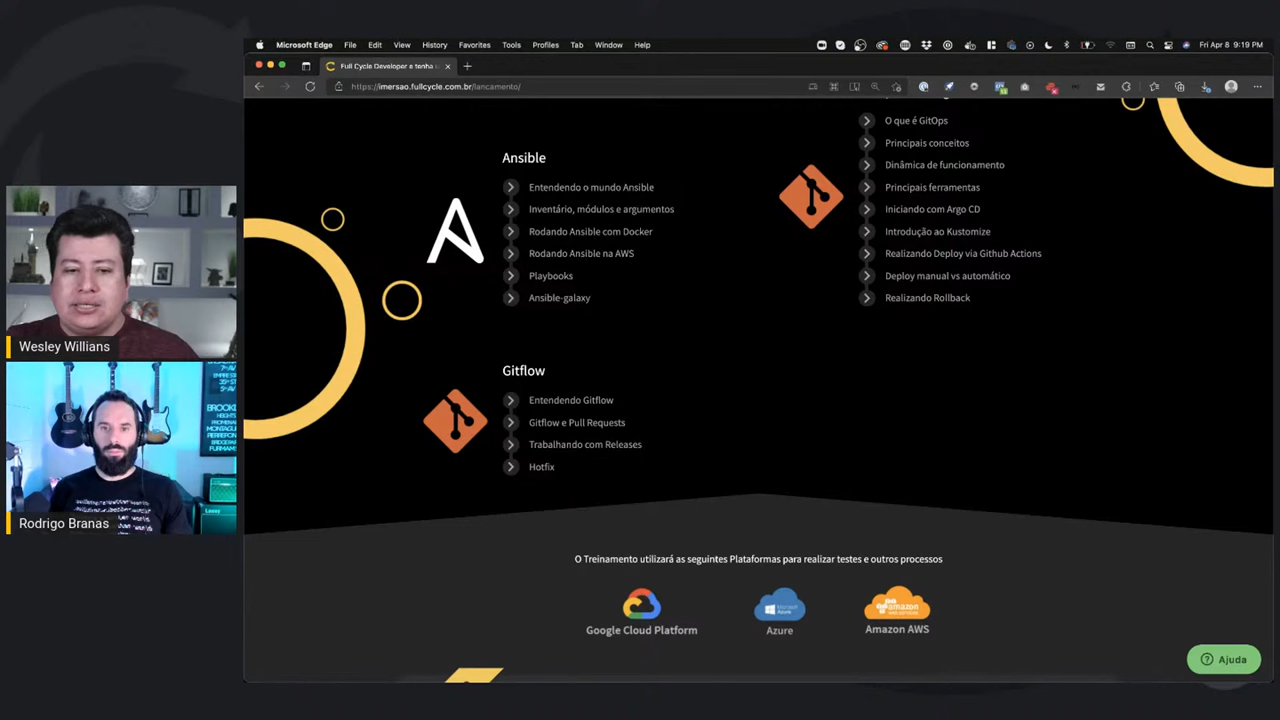 Microsoft Edge File Edit View History Favorites Tools Profiles Tab Window Help
Fri Apr 8 9:19 PM
Full Cycle Developer e tenha
https://imersao.fullcycle.com.br/lancamento/
Ansible
Entendendo o mundo Ansible
Inventário, módulos e argumentos
Rodando Ansible com Docker
Rodando Ansible na AWS
Playbooks
Ansible-galaxy
O que é GitOps
Principais conceitos
Dinâmica de funcionamento
Principais ferramentas
Iniciando com Argo CD
Introdução ao Kustomize
Realizando Deploy via Github Actions
Deploy manual vs automático
Realizando Rollback
Gitflow
Entendendo Gitflow
Gitflow e Pull Requests
Trabalhando com Releases
Hotfix
O Treinamento utilizará as seguintes Plataformas para realizar testes e outros processos
Google Cloud Platform
Microsoft
Azure
Azure
amazon
Amazon AWS
Ajuda
Wesley Willians
BROOKL
HEIGHTS
Rodrigo Branas